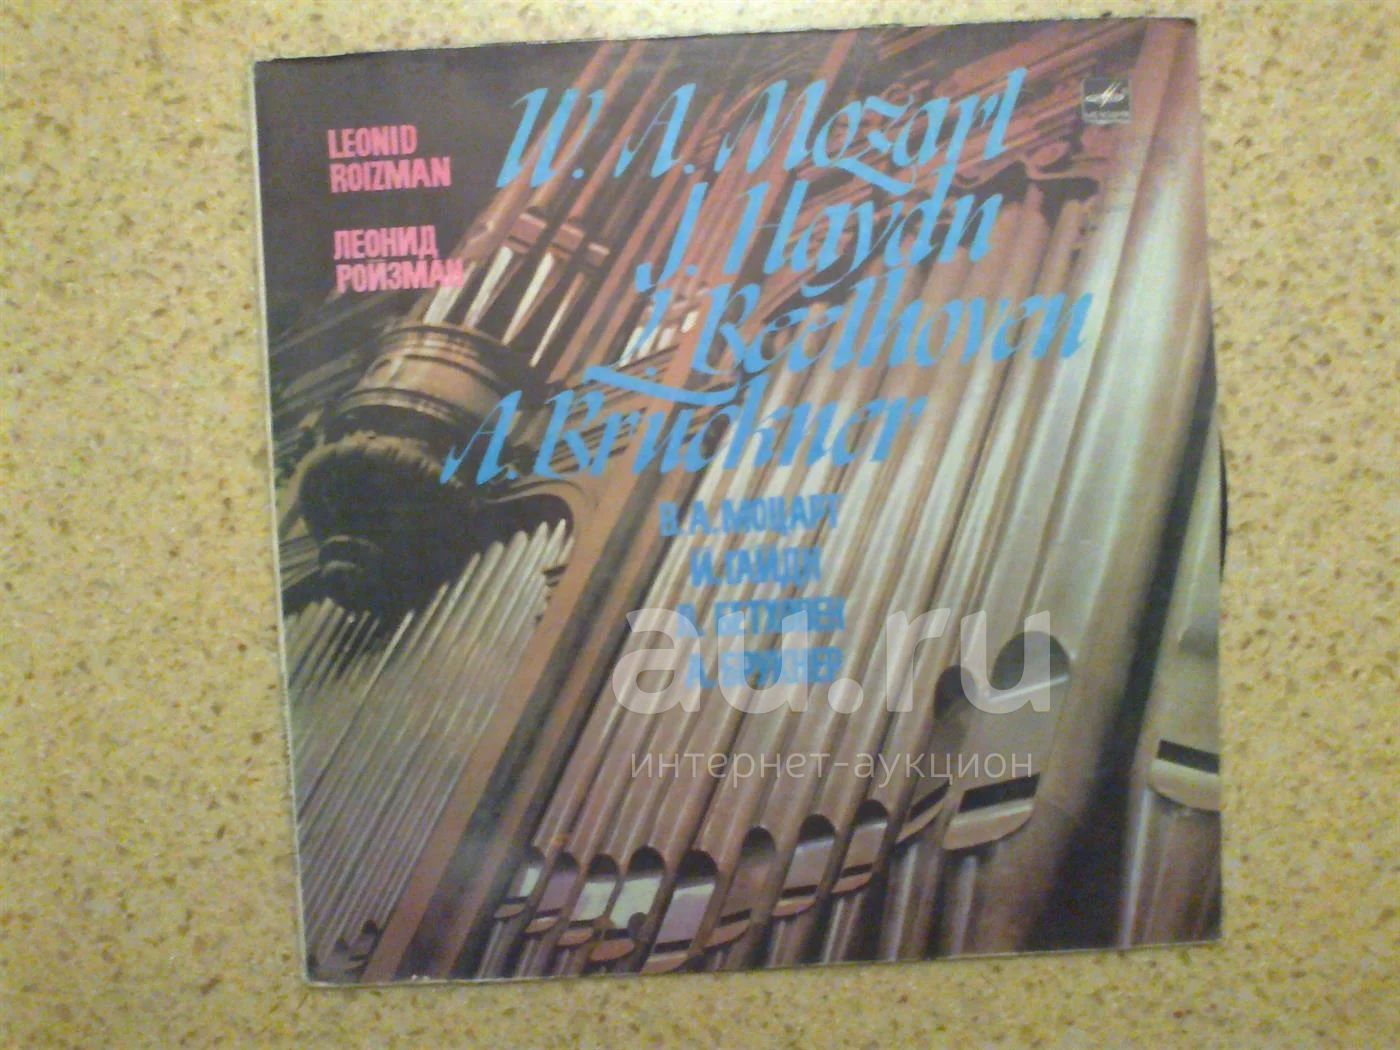 LEONID
ROIZMAN
ЛЕОНИД
РОЙЗМАН
W. A. Mozart
J. Haydn
L. Beethoven
A. Bruckner
В. А. МОЦАРТ
И. ГАЙДН
Л. БЕТХОВЕН
А. БРУКНЕР
au.ru
интернет-аукцион